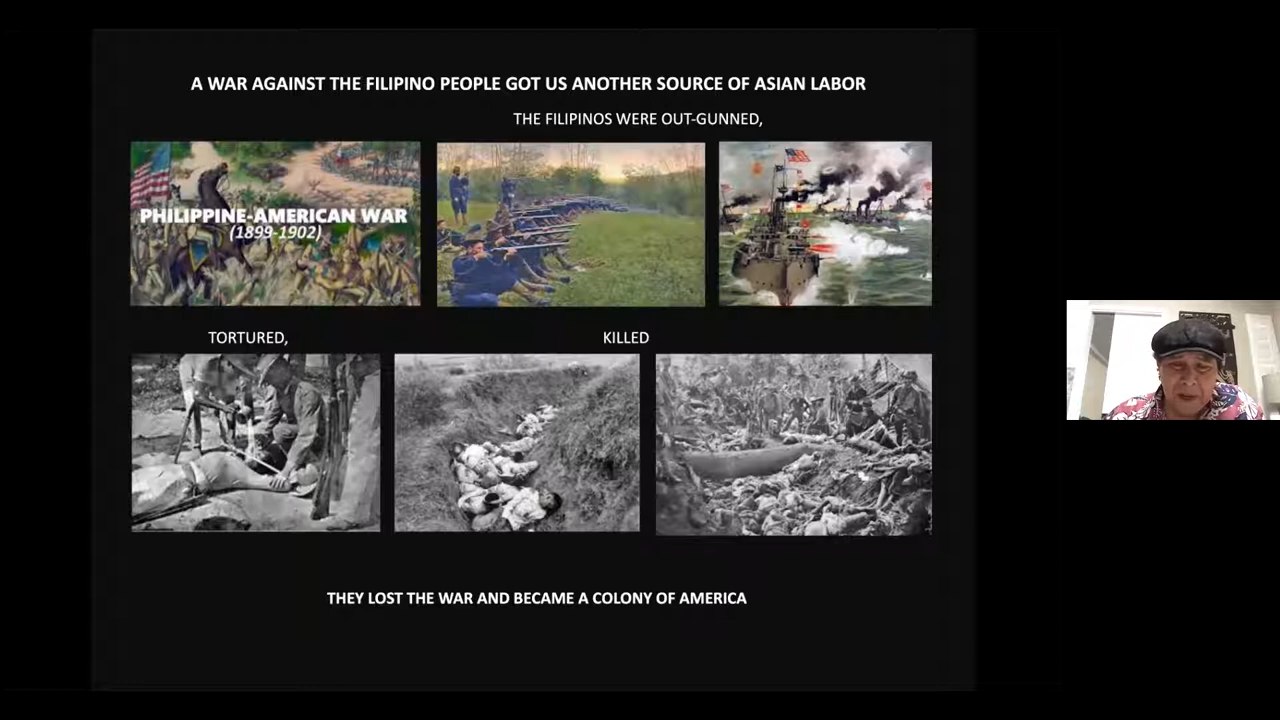 A WAR AGAINST THE FILIPINO PEOPLE GOT US ANOTHER SOURCE OF ASIAN LABOR
THE FILIPINOS WERE OUT-GUNNED,
PHILIPPINE-AMERICAN WAR
(1899-1902)
TORTURED,
KILLED
THEY LOST THE WAR AND BECAME A COLONY OF AMERICA